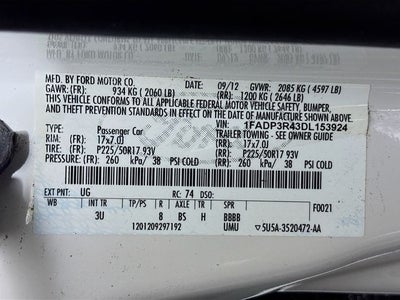 MFD. BY FORD MOTOR CO.
09/12 GVWR: 2085 KG ( 4597 LB)
GAWR: (FR): 934 KG ( 2060 LB) (RR): 1200 KG ( 2646 LB)
THIS VEHICLE CONFORMS TO ALL APPLICABLE FEDERAL MOTOR VEHICLE SAFETY, BUMPER,
AND THEFT PREVENTION STANDARDS IN EFFECT ON THE DATE OF MANUFACTURE SHOWN ABOVE.
VIN: 1FADP3R43DL153924
TYPE: Passenger Car TRAILER TOWING - SEE OWNER GUIDE
RIM: (FR): 17x7.0J (RR): 17x7.0J
TIRE: (FR): P225/50R17 93V (RR): P225/50R17 93V
PRESSURE: (FR): 260 kPa/ 38 PSI COLD (RR): 260 kPa/ 38 PSI COLD
EXT PNT: UG RC: 74 DSO:
WB INT TR TP R AXLE TR SPR F0021
3U 8 BS H BBBB
1201209297192 UMU 5U5A-3520472-AA